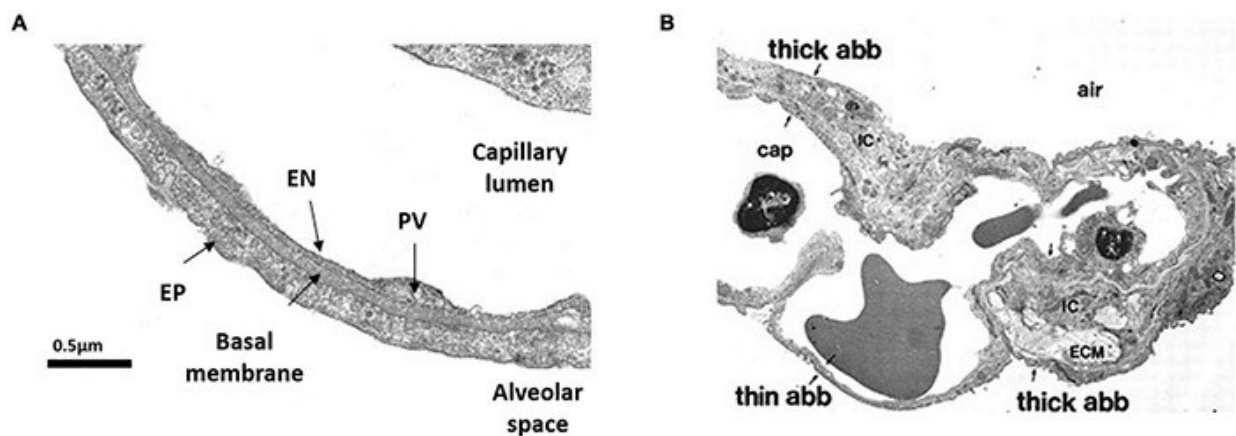 A
Capillary
lumen
EN
PV
EP
0.5µm
Basal
membrane
Alveolar
space
B
thick abb
air
IC
cap
IC
ECM
thin abb
thick abb